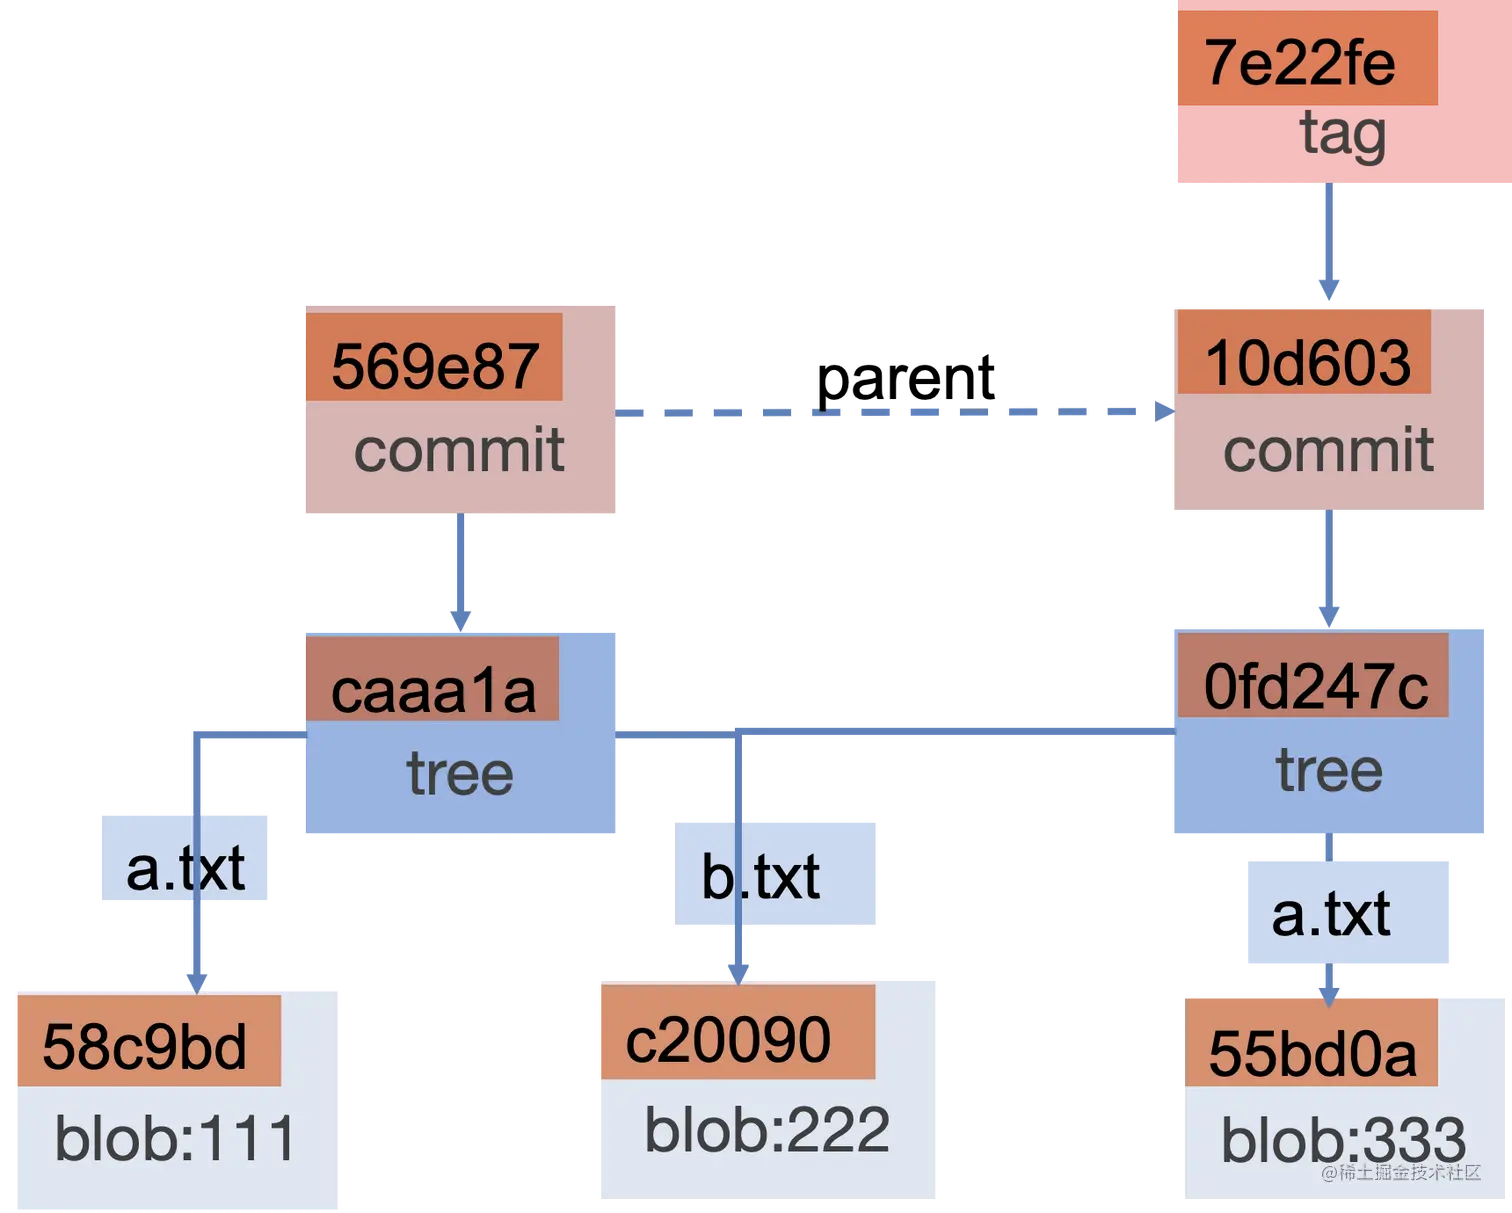 7e22fe
tag
569e87
commit
parent
10d603
commit
caaa1a
tree
0fd247c
tree
a.txt
b.txt
a.txt
58c9bd
blob:111
c20090
blob:222
55bd0a
blob:333
@稀土掘金技术社区